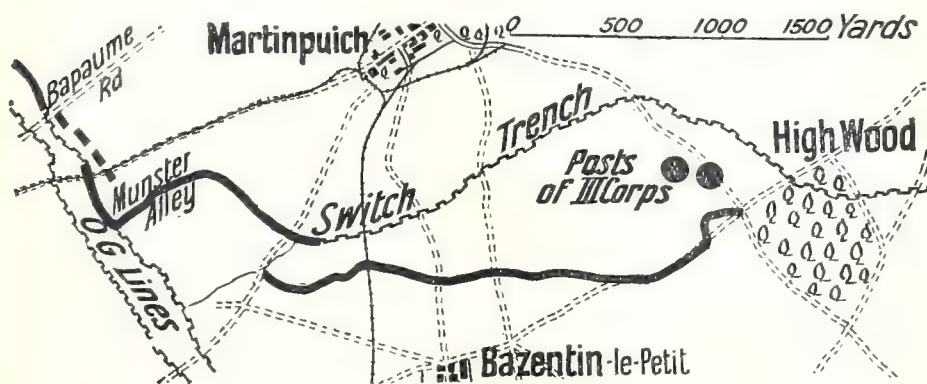 Martinpuich
0 500 1000 1500 Yards
Bapaume
Rd
Trench
High Wood
Munster
Alley
Posts
of III Corps
Switch
O G Lines
Bazentin-le-Petit